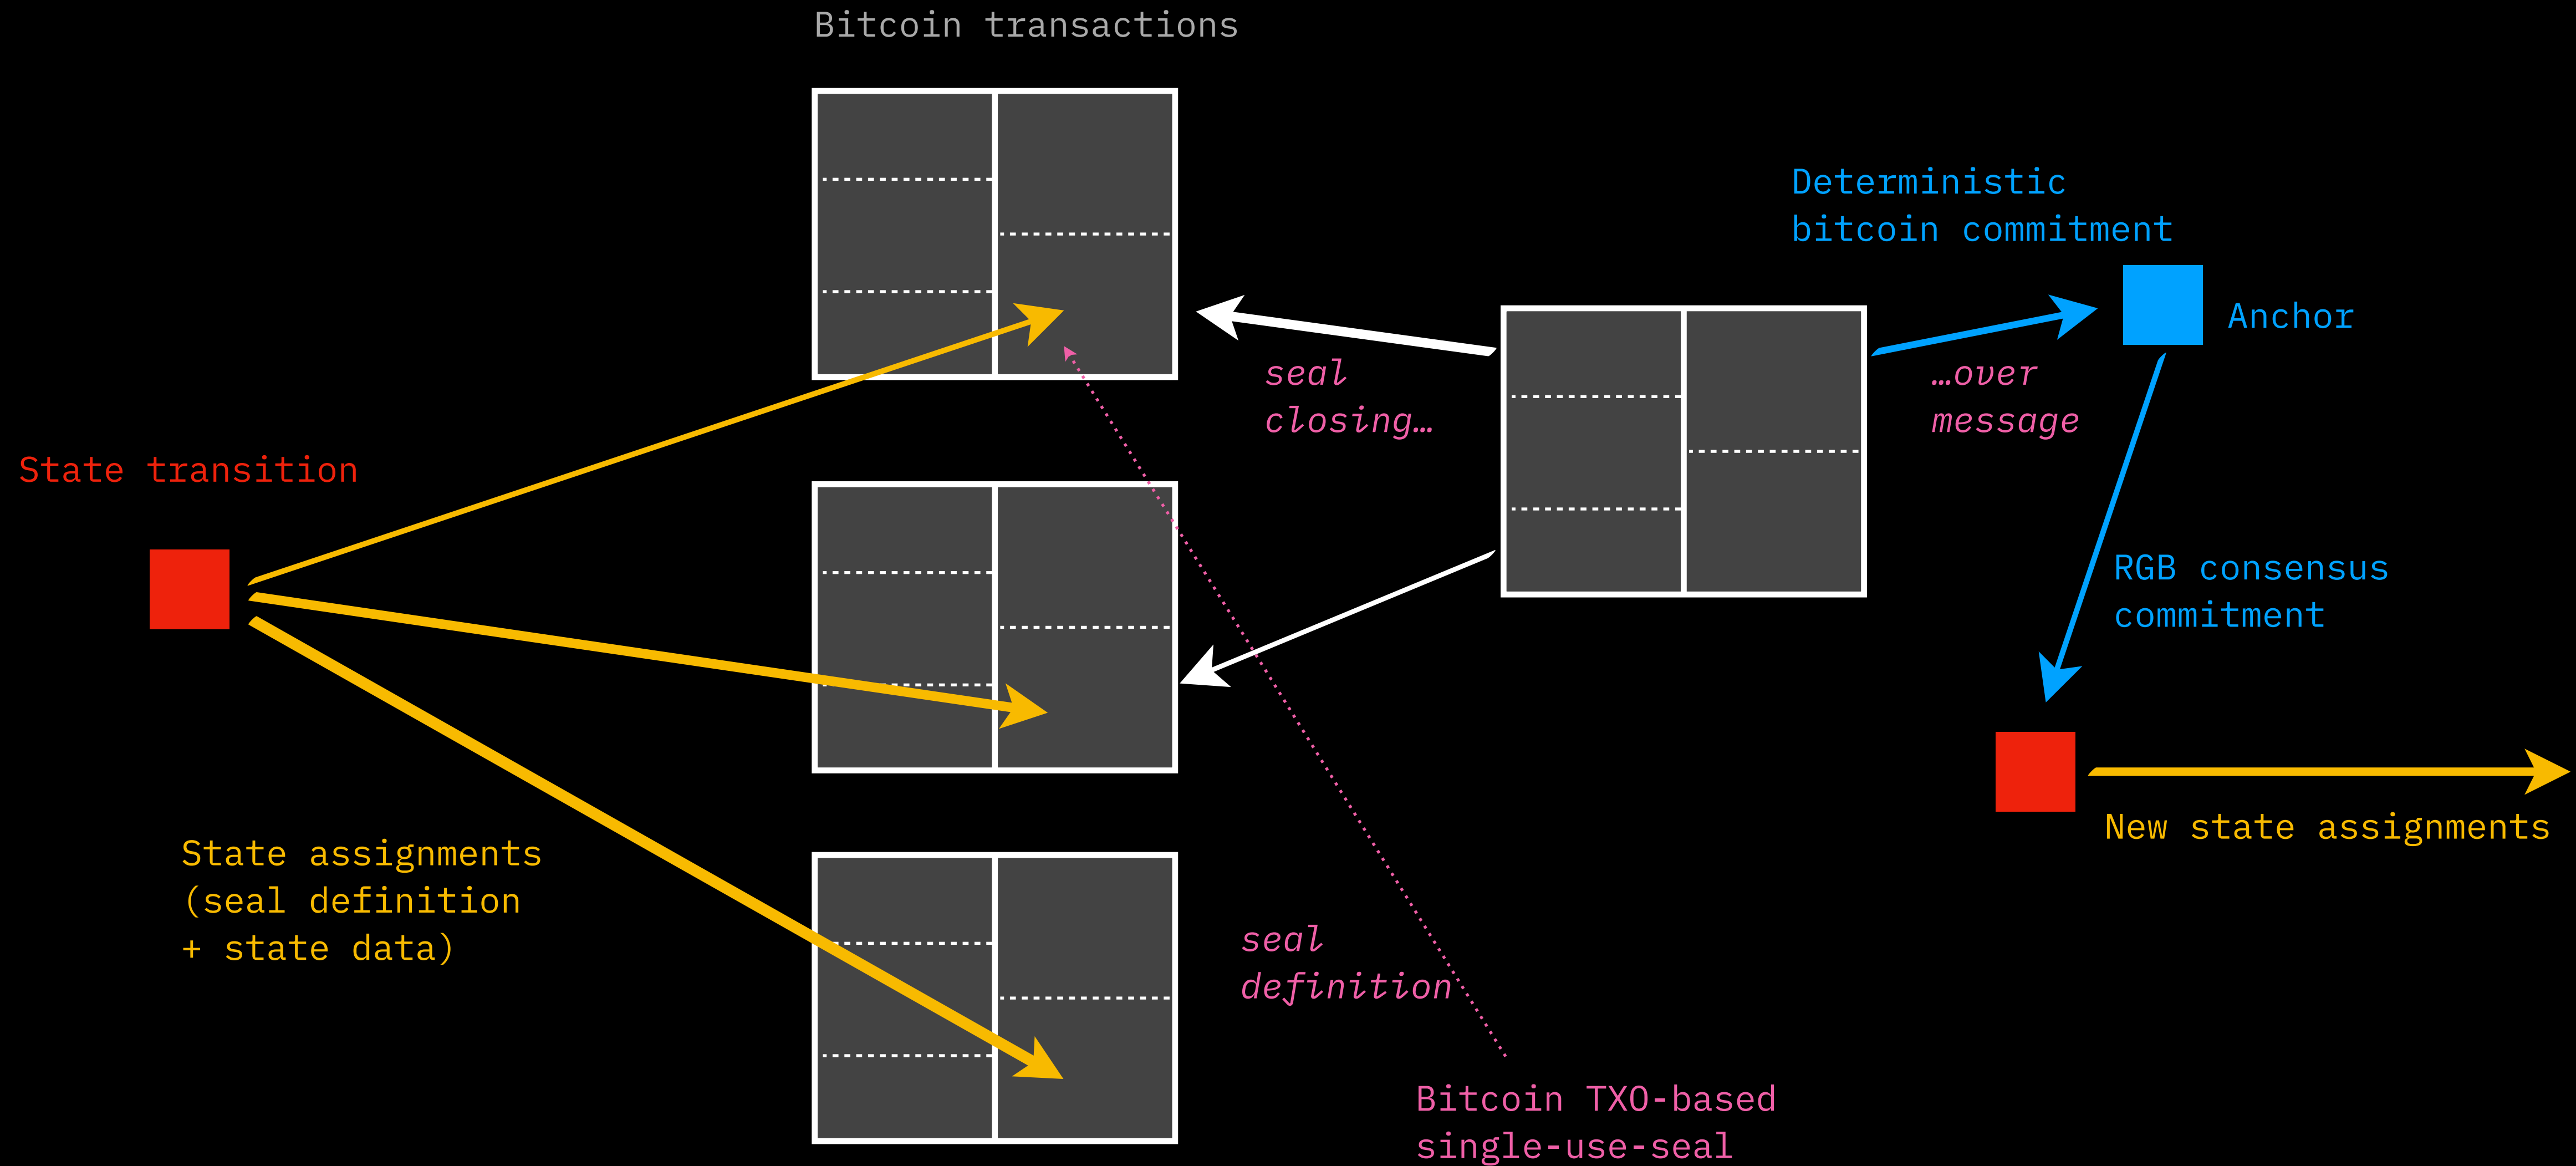 Bitcoin transactions
Deterministic
bitcoin commitment
Anchor
seal
closing…
…over
message
State transition
RGB consensus
commitment
New state assignments
State assignments
(seal definition
+ state data)
seal
definition
Bitcoin TXO-based
single-use-seal